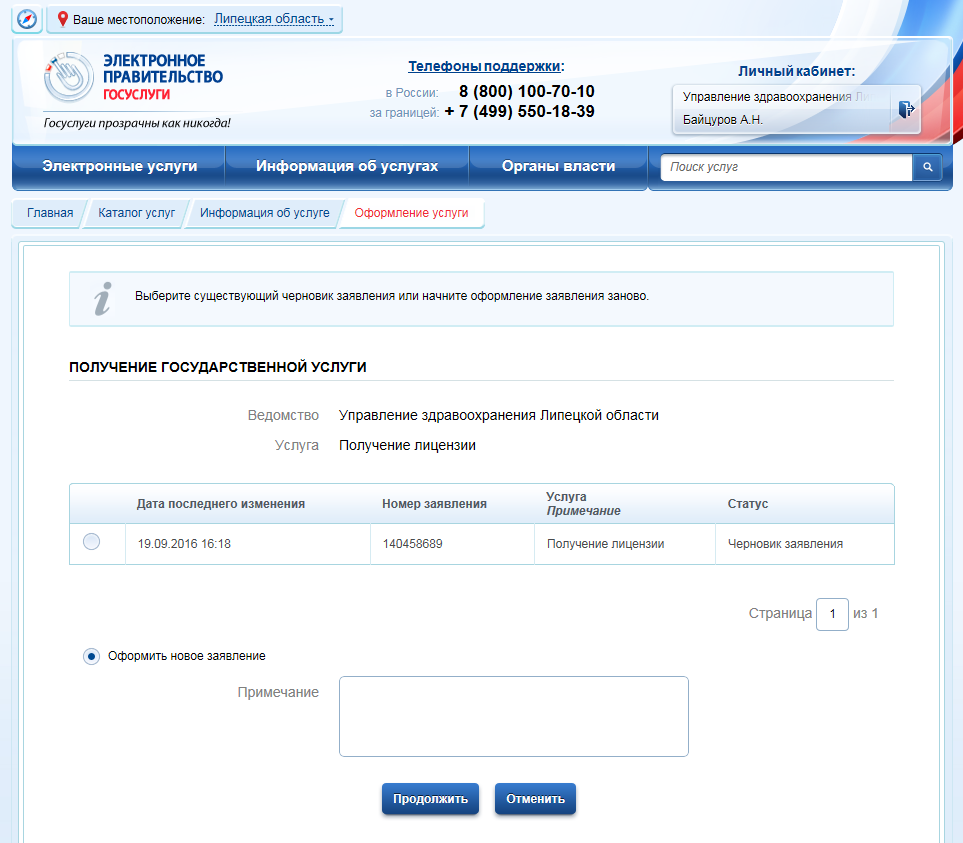 Ваше местоположение: Липецкая область
ЭЛЕКТРОННОЕ
ПРАВИТЕЛЬСТВО
ГОСУСЛУГИ
Госуслуги прозрачны как никогда!
Телефоны поддержки:
в России: 8 (800) 100-70-10
за границей: + 7 (499) 550-18-39
Личный кабинет:
Управление здравоохранения Ли
Байцуров А.Н.
Электронные услуги Информация об услугах Органы власти Поиск услуг
Главная Каталог услуг Информация об услуге Оформление услуги
Выберите существующий черновик заявления или начните оформление заявления заново.
ПОЛУЧЕНИЕ ГОСУДАРСТВЕННОЙ УСЛУГИ
Ведомство Управление здравоохранения Липецкой области
Услуга Получение лицензии
Дата последнего изменения Номер заявления Услуга Статус
Примечание
19.09.2016 16:18 140458689 Получение лицензии Черновик заявления
Страница 1 из 1
Оформить новое заявление
Примечание
Продолжить Отменить